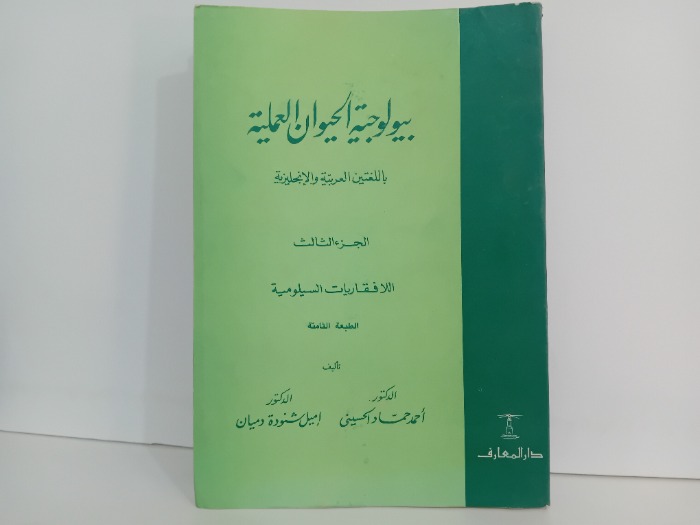 بيولوجية الحيوان العملية
باللغتين العربية والإنجليزية
الجزء الثالث
اللافقاريات السيلومية
الطبعة الثامنة
تأليف
الدكتور الدكتور
أحمد حماد الحسيني إميل شنودة دميان
دار المعارف